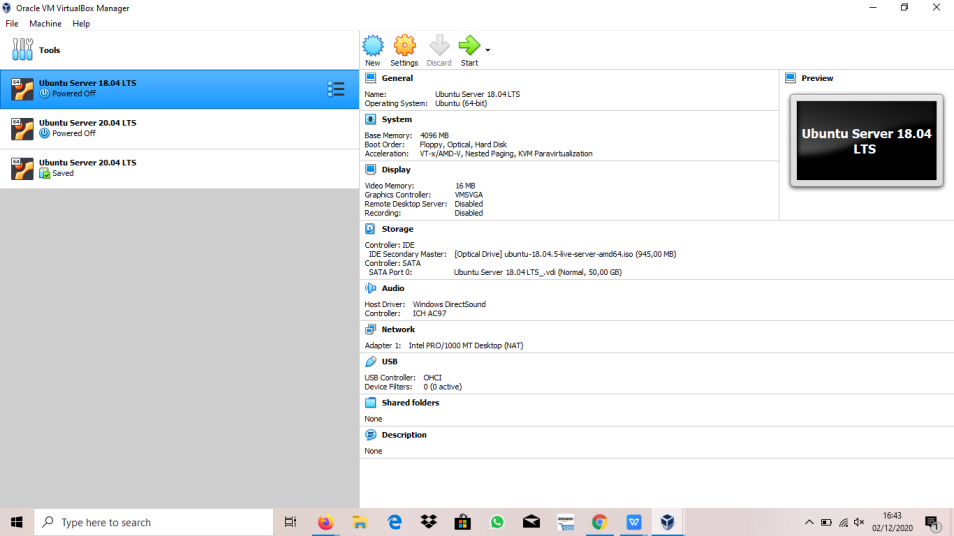 Oracle VM VirtualBox Manager
File Machine Help
Tools
Ubuntu Server 18.04 LTS
Powered Off
Ubuntu Server 20.04 LTS
Powered Off
Ubuntu Server 20.04 LTS
Saved
New Settings Discard Start
General
Name: Ubuntu Server 18.04 LTS
Operating System: Ubuntu (64-bit)
System
Base Memory: 4096 MB
Boot Order: Floppy, Optical, Hard Disk
Acceleration: VT-x/AMD-V, Nested Paging, KVM Paravirtualization
Display
Video Memory: 16 MB
Graphics Controller: VMSVGA
Remote Desktop Server: Disabled
Recording: Disabled
Preview
Ubuntu Server 18.04
LTS
Storage
Controller: IDE
IDE Secondary Master: [Optical Drive] ubuntu-18.04.5-live-server-amd64.iso (945,00 MB)
Controller: SATA
SATA Port 0: Ubuntu Server 18.04 LTS_.vdi (Normal, 50,00 GB)
Audio
Host Driver: Windows DirectSound
Controller: ICH AC97
Network
Adapter 1: Intel PRO/1000 MT Desktop (NAT)
USB
USB Controller: OHCI
Device Filters: 0 (0 active)
Shared folders
None
Description
None
Type here to search
16:43
02/12/2020
1